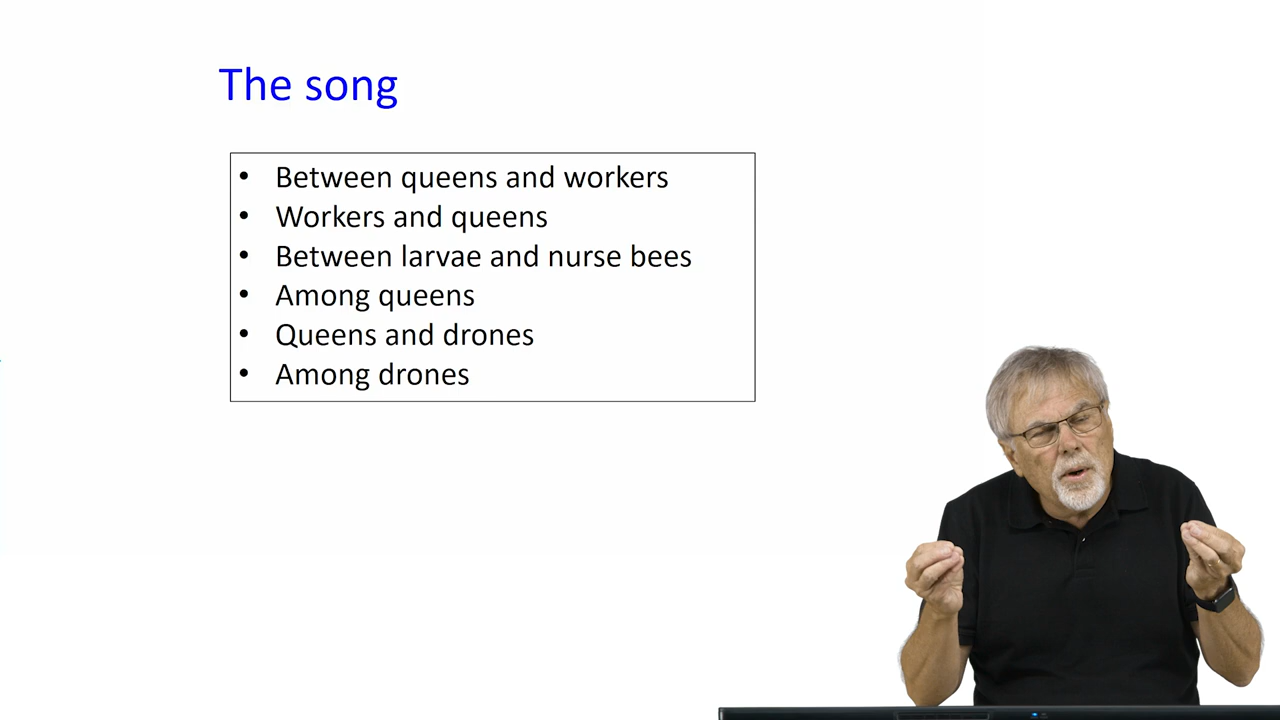 The song
• Between queens and workers
• Workers and queens
• Between larvae and nurse bees
• Among queens
• Queens and drones
• Among drones